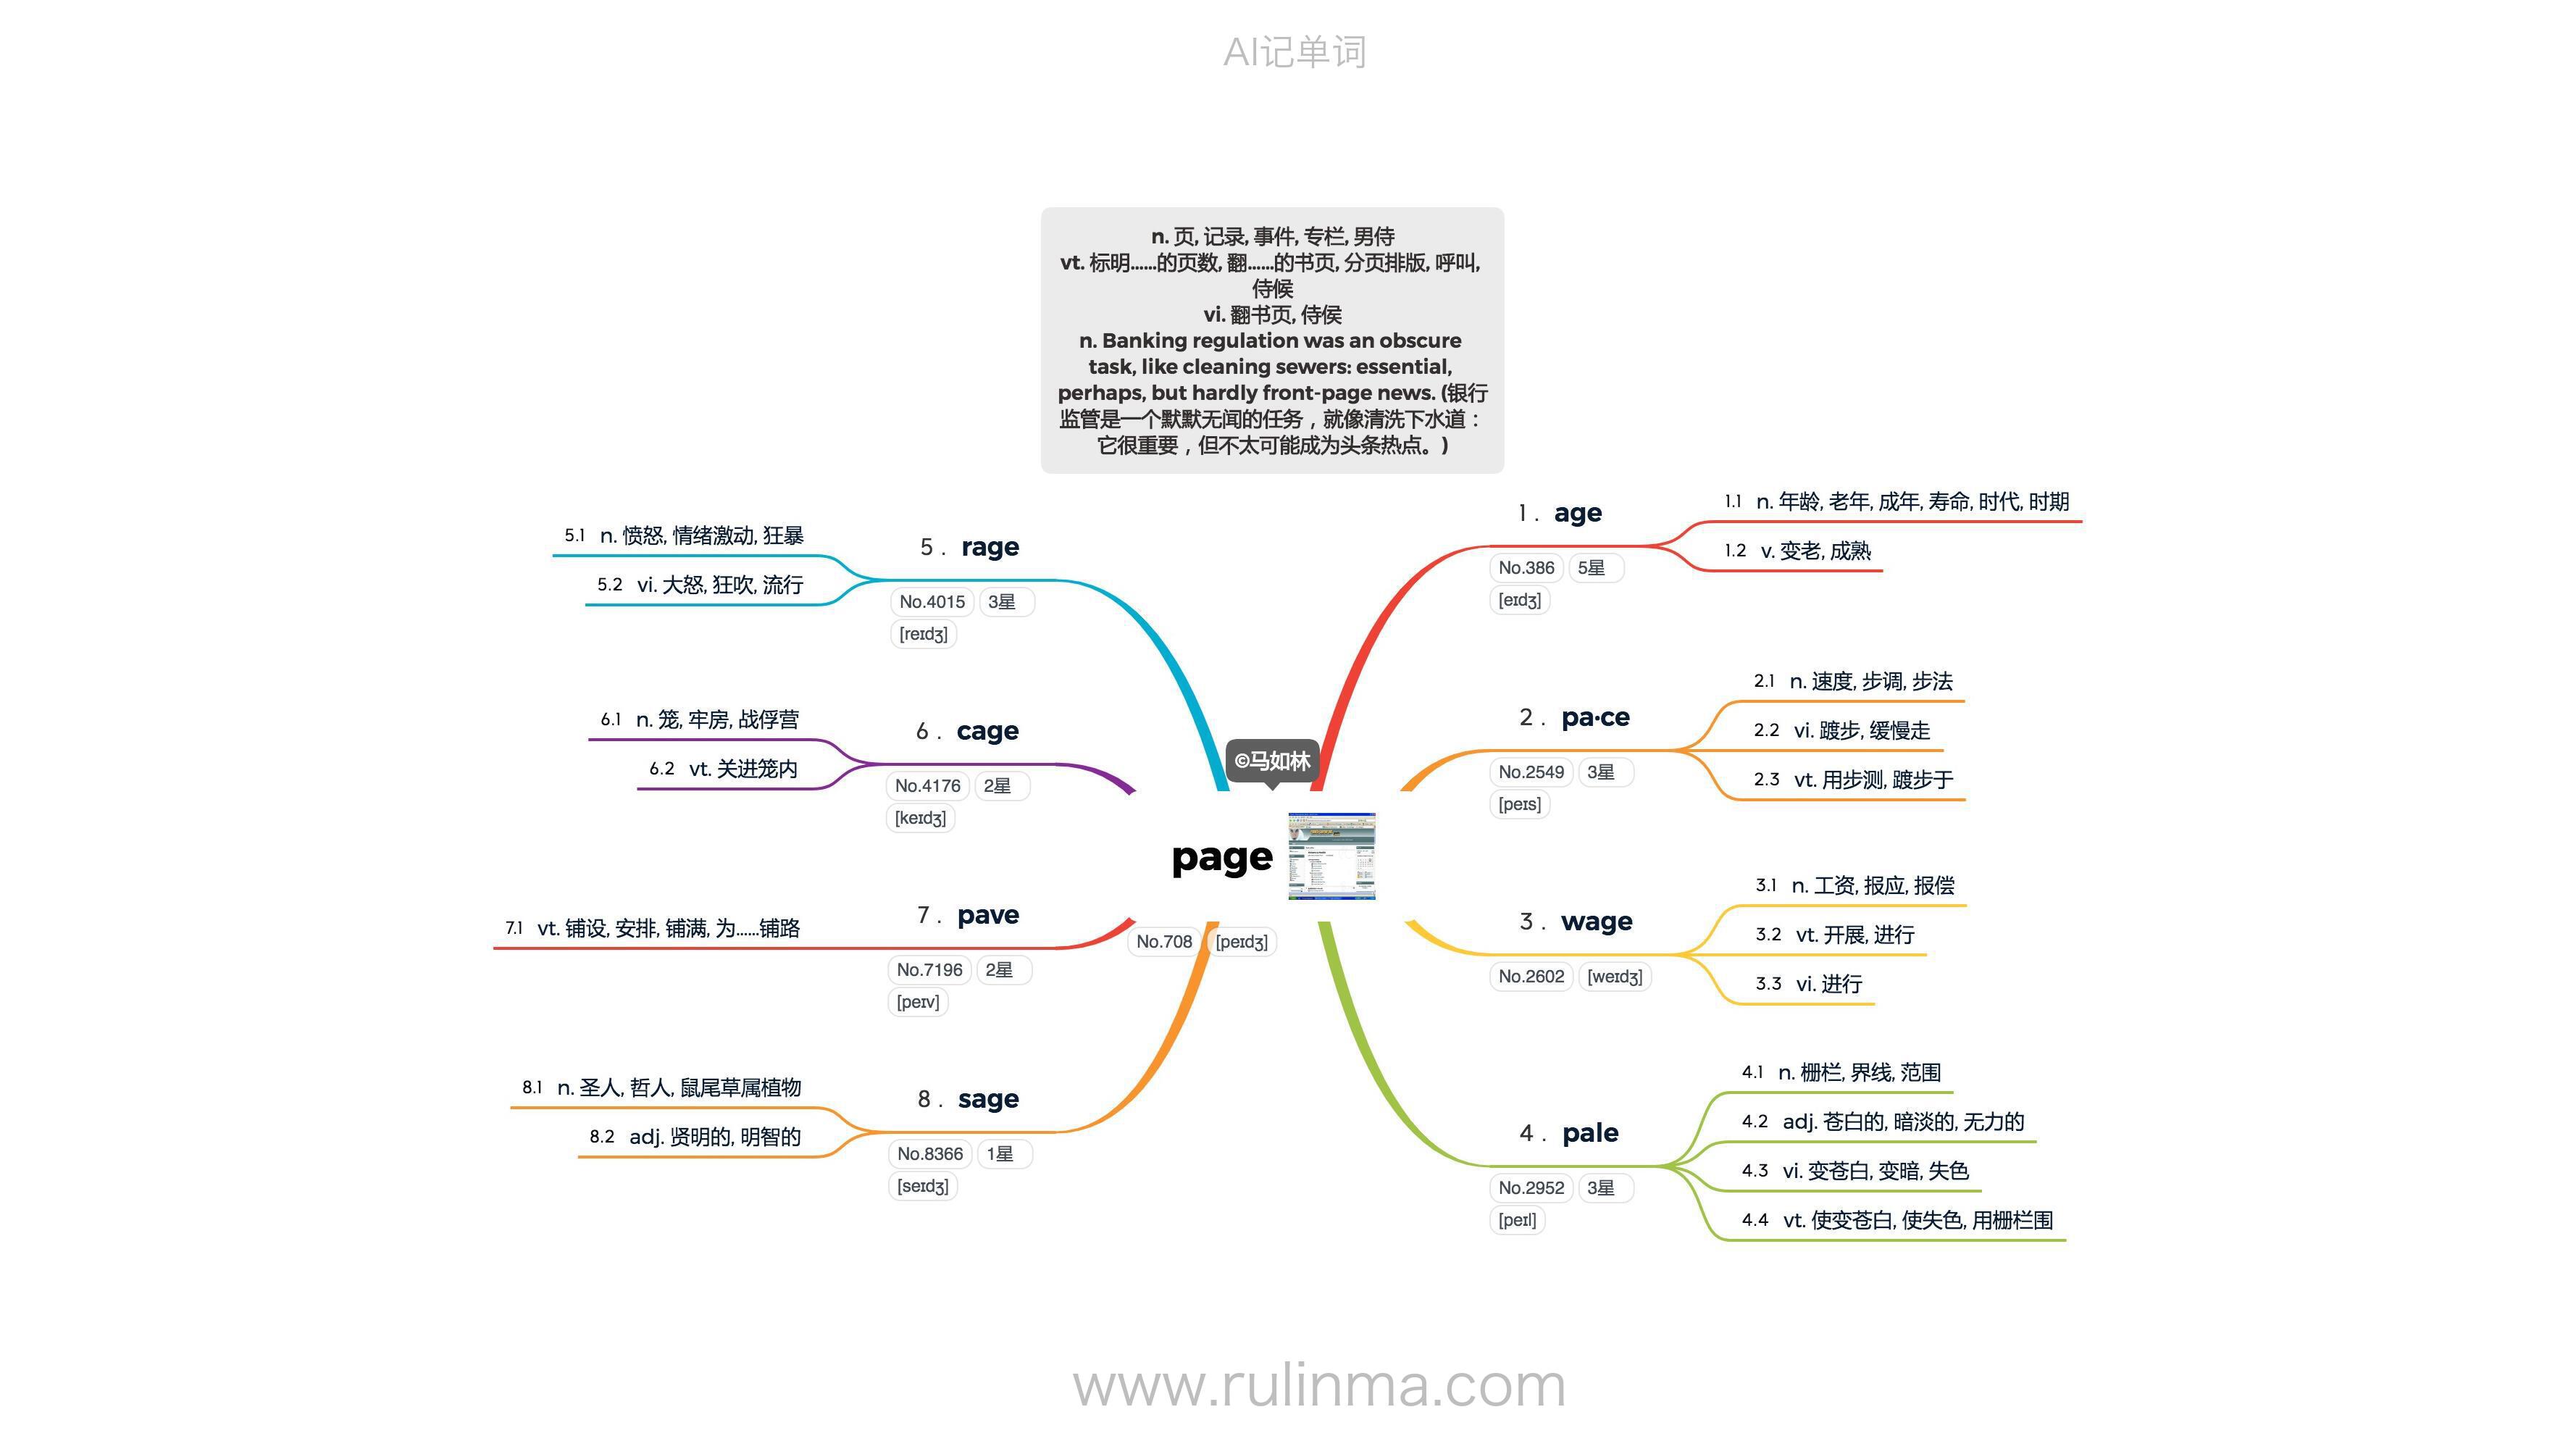 AI记单词
n. 页, 记录, 事件, 专栏, 男侍
vt. 标明……的页数, 翻……的书页, 分页排版, 呼叫,
侍候
vi. 翻书页, 侍侯
n. Banking regulation was an obscure
task, like cleaning sewers: essential,
perhaps, but hardly front-page news. (银行
监管是一个默默无闻的任务，就像清洗下水道：
它很重要，但不太可能成为头条热点。)
©马如林
page
No.708 [peɪdʒ]
1. age
No.386 5星
[eɪdʒ]
1.1 n. 年龄, 老年, 成年, 寿命, 时代, 时期
1.2 v. 变老, 成熟
2. pa·ce
No.2549 3星
[peɪs]
2.1 n. 速度, 步调, 步法
2.2 vi. 踱步, 缓慢走
2.3 vt. 用步测, 踱步于
3. wage
No.2602 [weɪdʒ]
3.1 n. 工资, 报应, 报偿
3.2 vt. 开展, 进行
3.3 vi. 进行
4. pale
No.2952 3星
[peɪl]
4.1 n. 栅栏, 界线, 范围
4.2 adj. 苍白的, 暗淡的, 无力的
4.3 vi. 变苍白, 变暗, 失色
4.4 vt. 使变苍白, 使失色, 用栅栏围
5. rage
No.4015 3星
[reɪdʒ]
5.1 n. 愤怒, 情绪激动, 狂暴
5.2 vi. 大怒, 狂吹, 流行
6. cage
No.4176 2星
[keɪdʒ]
6.1 n. 笼, 牢房, 战俘营
6.2 vt. 关进笼内
7. pave
No.7196 2星
[peɪv]
7.1 vt. 铺设, 安排, 铺满, 为……铺路
8. sage
No.8366 1星
[seɪdʒ]
8.1 n. 圣人, 哲人, 鼠尾草属植物
8.2 adj. 贤明的, 明智的
www.rulinma.com